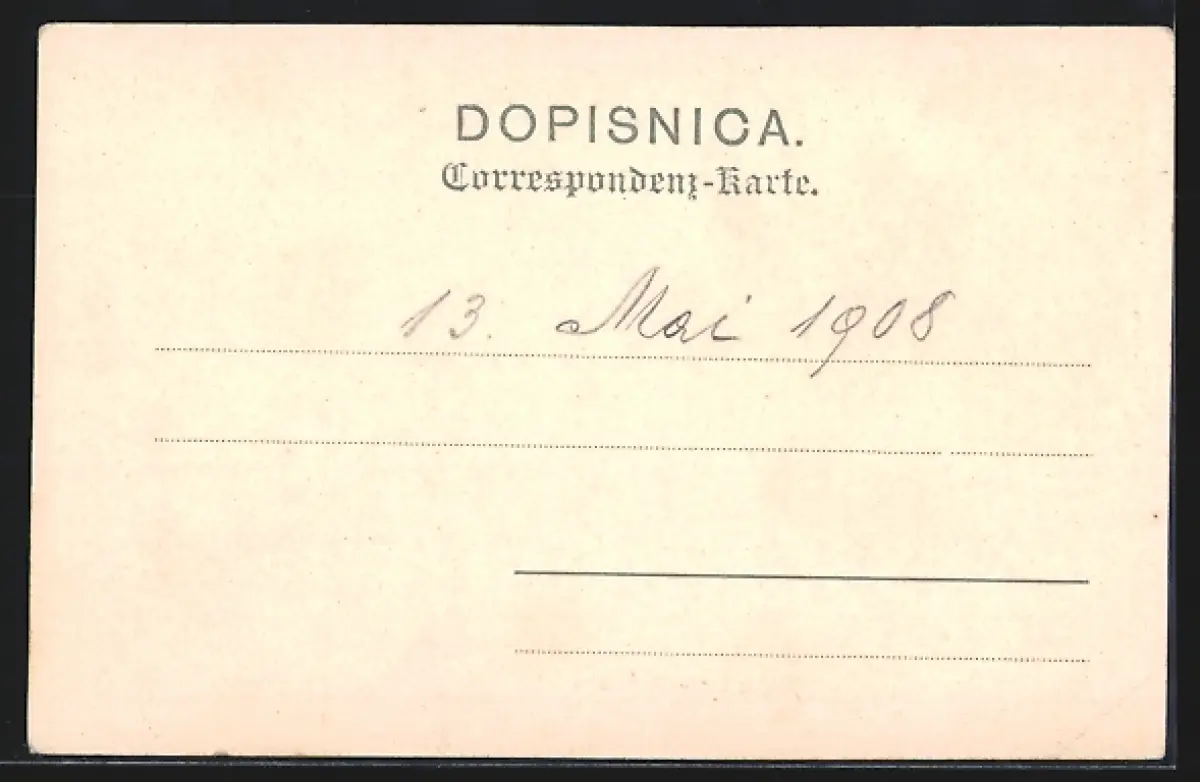 DOPISNICA.
Correspondenz-Karte.
13. Mai 1908